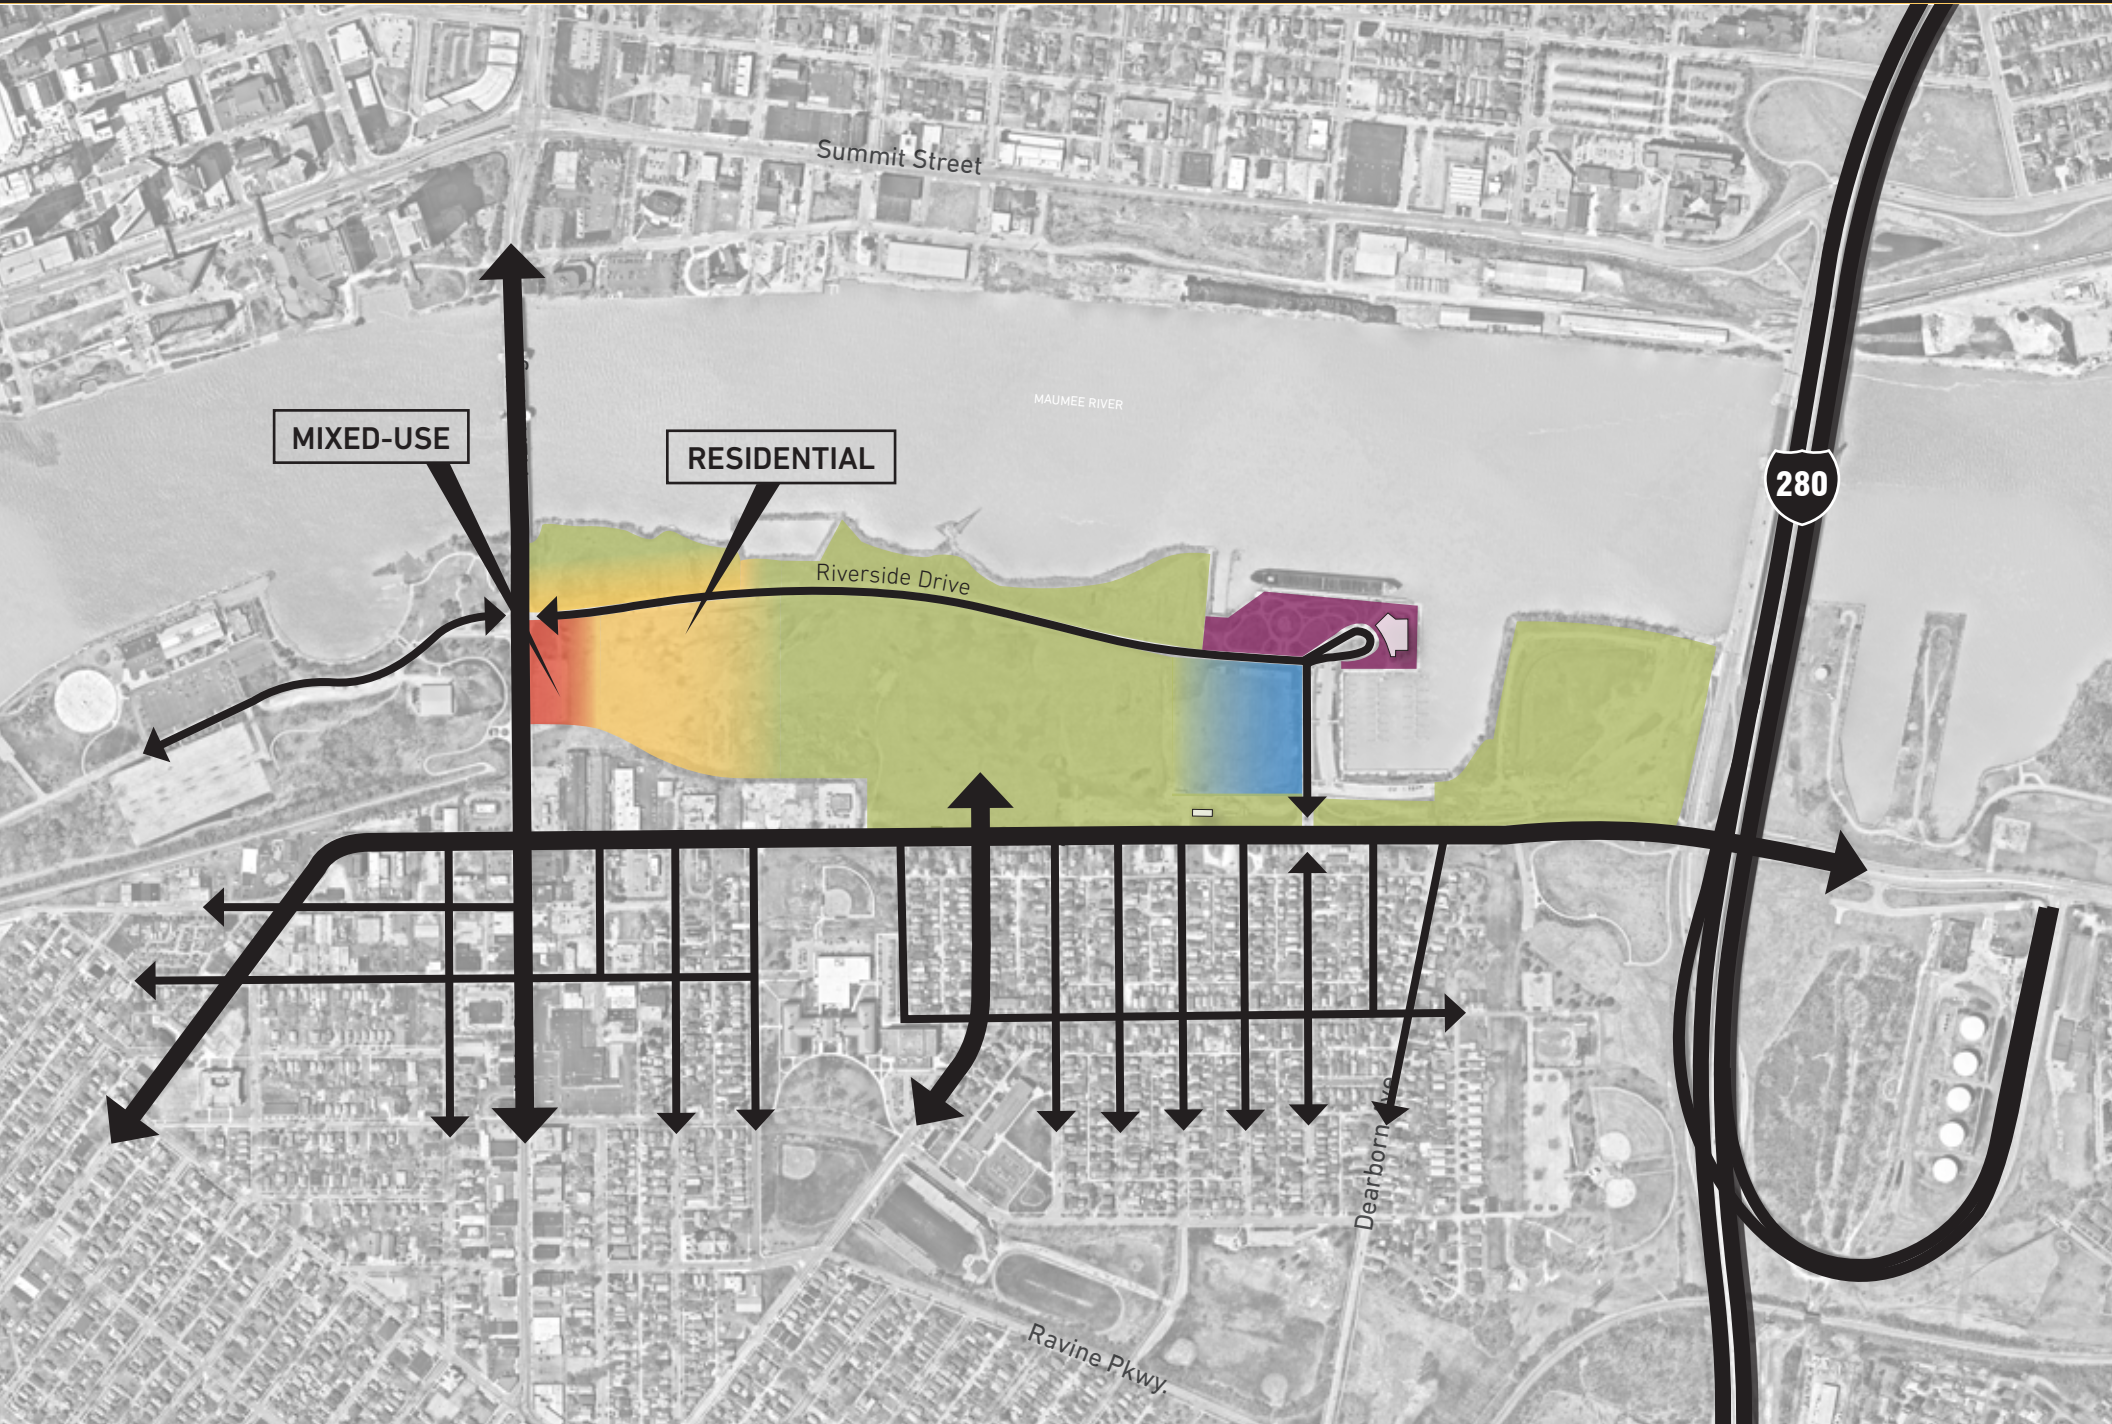 Summit Street
MAUMEE RIVER
MIXED-USE
RESIDENTIAL
280
Riverside Drive
Dearborn
Ravine Pkwy.